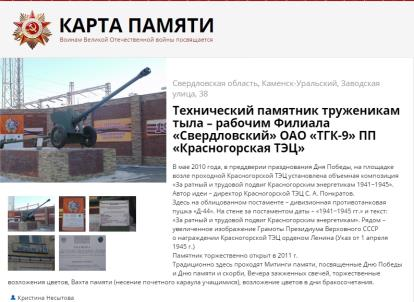 КАРТА ПАМЯТИ
Воинам Великой Отечественной войны посвящается
Свердловская область, Каменск-Уральский, Заводская
улица, 38
Технический памятник труженикам
тыла – рабочим Филиала
«Свердловский» ОАО «ТГК-9» ПП
«Красногорская ТЭЦ»
В мае 2010 года, в преддверии празднования Дня Победы, на площадке
возле проходной Красногорской ТЭЦ установлена объемная композиция
«За ратный и трудовой подвиг Красногорским энергетикам 1941–1945».
Автор идеи – директор Красногорской ТЭЦ С. А. Понкратов.
Здесь на облицованном постаменте – дивизионная противотанковая
пушка «Д-44». На стене за постаментом даты – «1941–1945 гг.» и текст:
«За ратный и трудовой подвиг Красногорским энергетикам». Рядом –
увеличенное изображение Грамоты Президиума Верховного СССР
о награждении Красногорской ТЭЦ орденом Ленина (Указ от 1 апреля
1945 г.)
Памятник торжественно открыт в 2011 г.
Традиционно здесь проходят Митинги памяти, посвященные Дню Победы
и Дню памяти и скорби, Вечера зажженных свечей, торжественные
возложения цветов, Вахта памяти (несение почётного караула учащимися), возложение цветов в дни бракосочетания.
Кристина Несытова